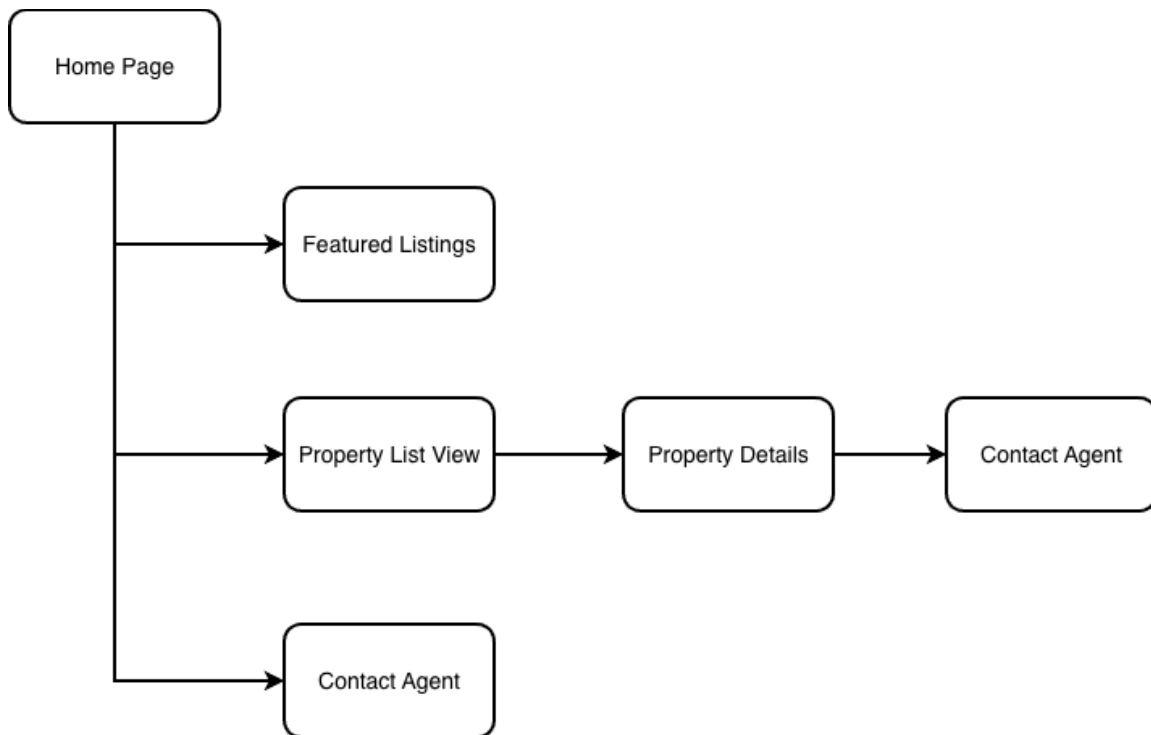 Home Page
Featured Listings
Property List View
Property Details
Contact Agent
Contact Agent